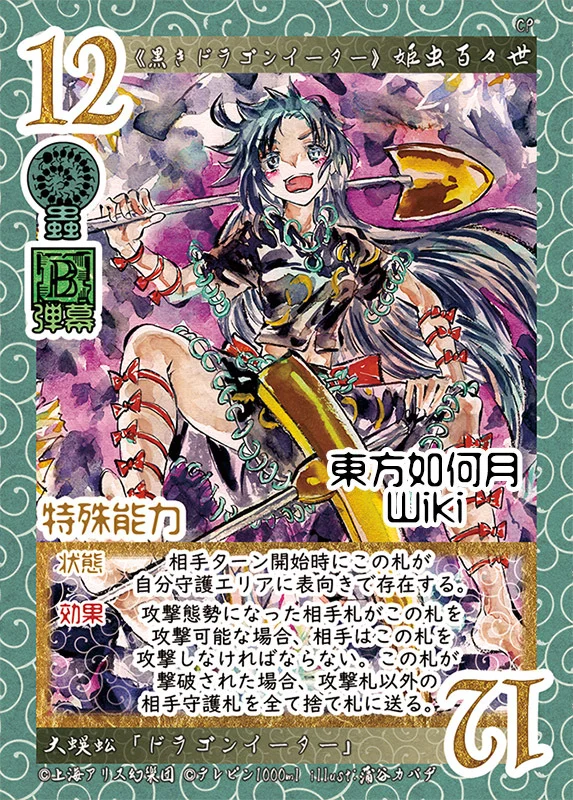 CP
12
《黒きドラゴンイーター》姫虫百々世
蟲
B
弾幕
東方如何月
Wiki
特殊能力
状態
相手ターン開始時にこの札が
自分守護エリアに表向きで存在する。
効果
攻撃態勢になった相手札がこの札を
攻撃可能な場合、相手はこの札を
攻撃しなければならない。この札が
撃破された場合、攻撃札以外の
相手守護札を全て捨て札に送る。
12
大蜈蚣「ドラゴンイーター」
©上海アリス幻樂団 ©テレピン1000ml illust:蒲谷カバヂ